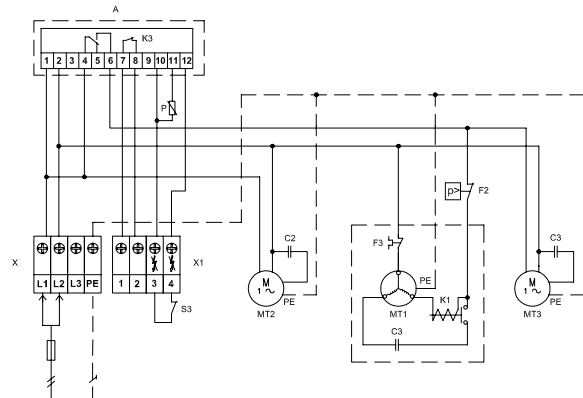 A
K3
1 2 3 4 5 6 7 8 9 10 11 12
P
p> F2
X
X1
C2
F3
C3
L1 L2 L3 PE
1 2 3 4
M
1
PE
MT2
S3
PE
MT1
K1
C3
M
1
PE
MT3